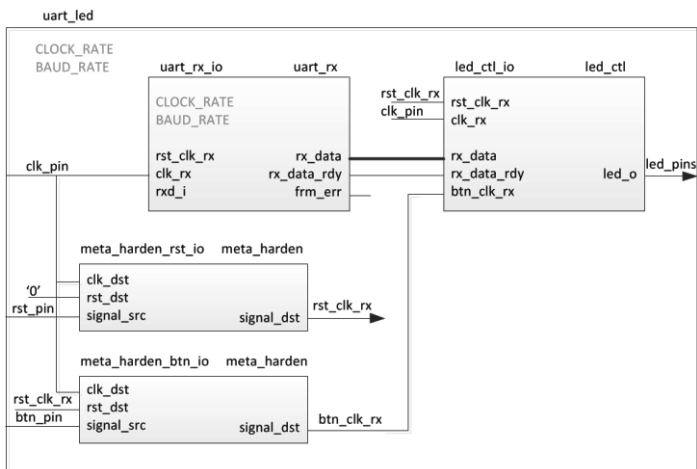 uart_led
CLOCK_RATE
BAUD_RATE
uart_rx_io uart_rx
CLOCK_RATE
BAUD_RATE
rst_clk_rx
clk_rx
rxd_i
rx_data
rx_data_rdy
frm_err
clk_pin
led_ctl_io led_ctl
rst_clk_rx
clk_pin
rst_clk_rx
clk_rx
rx_data
rx_data_rdy
btn_clk_rx
led_o
led_pins
meta_harden_rst_io meta_harden
'0'
rst_pin
clk_dst
rst_dst
signal_src
signal_dst
rst_clk_rx
meta_harden_btn_io meta_harden
rst_clk_rx
btn_pin
clk_dst
rst_dst
signal_src
signal_dst
btn_clk_rx